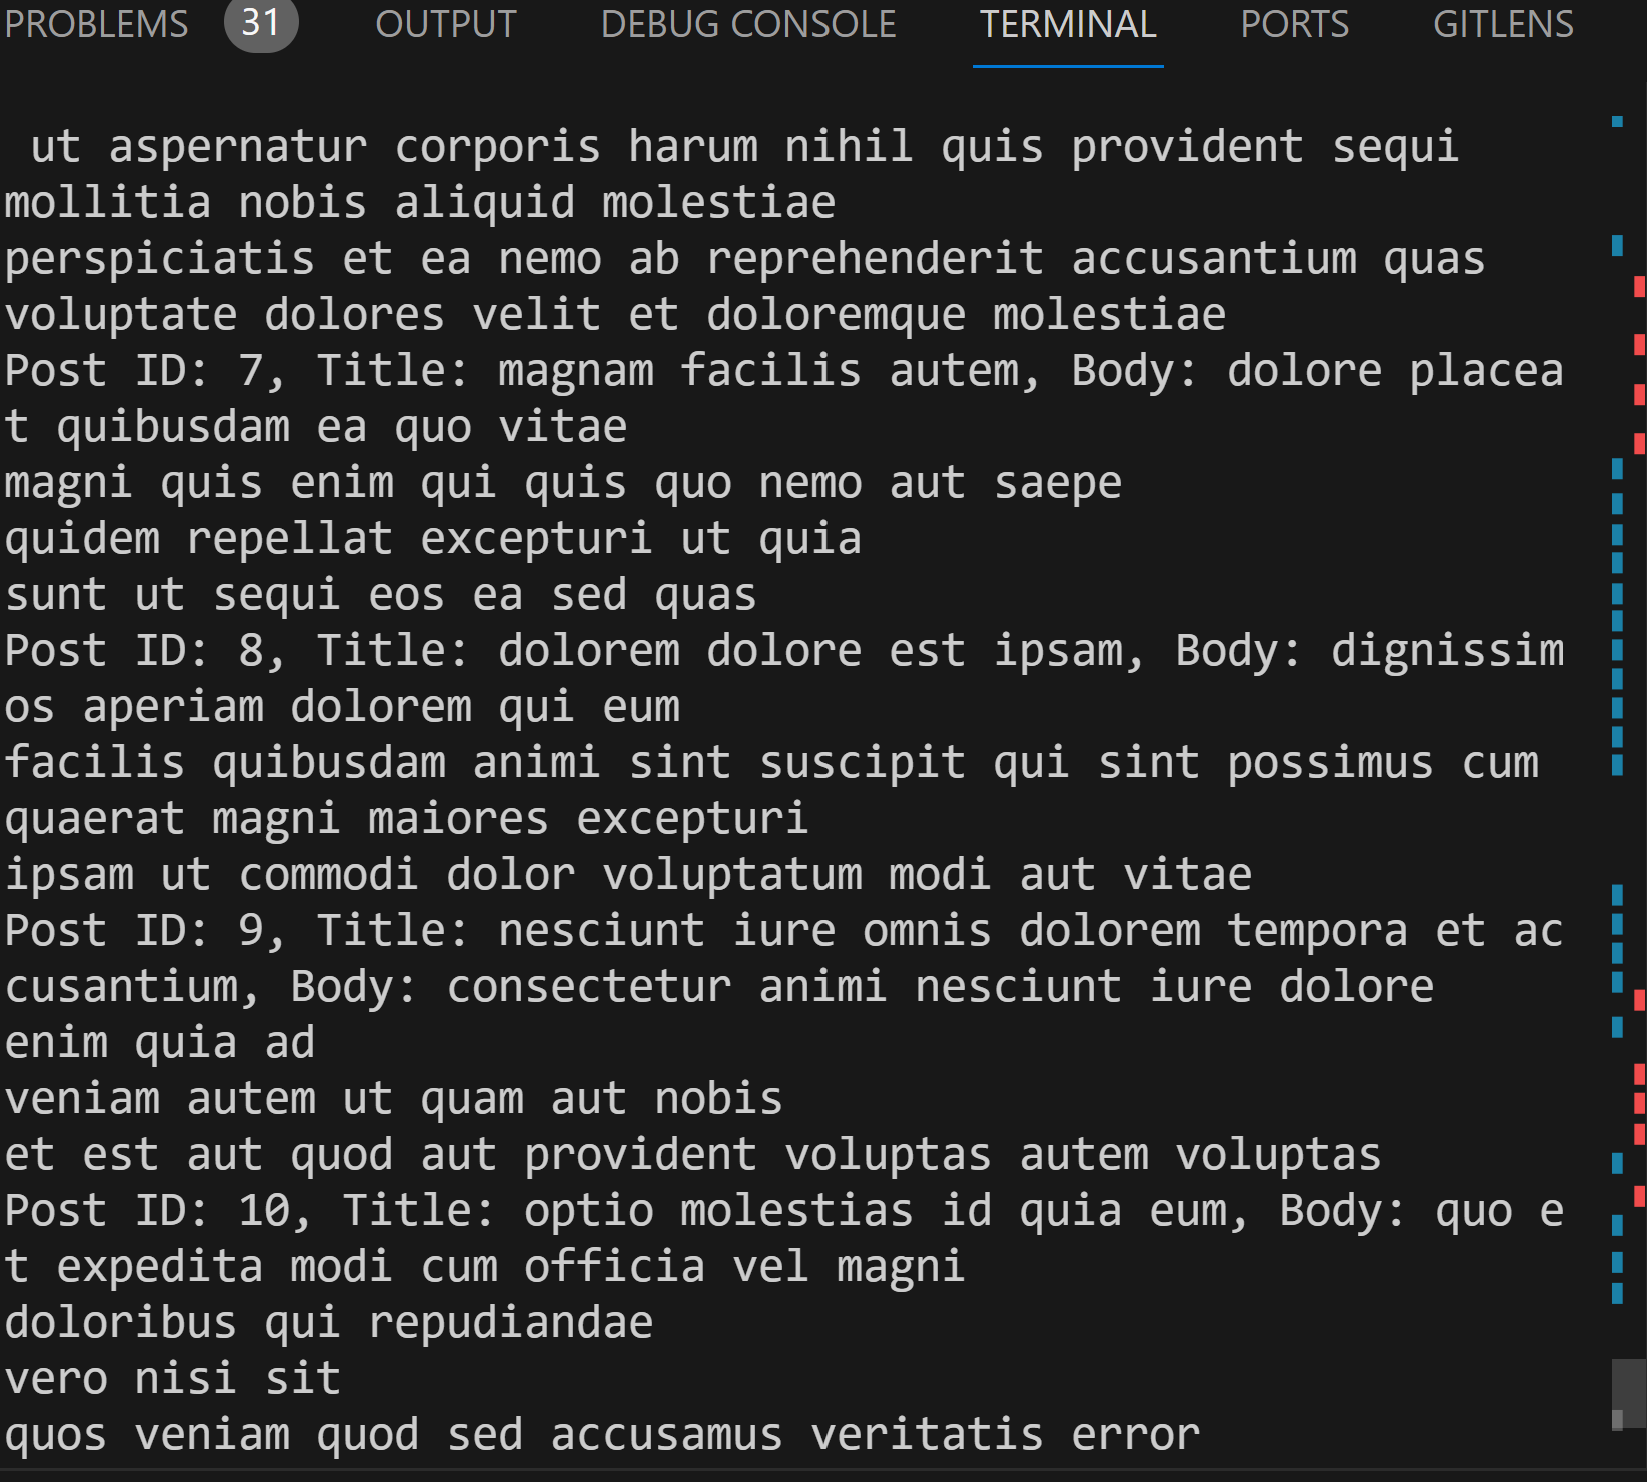 PROBLEMS 31 OUTPUT DEBUG CONSOLE TERMINAL PORTS GITLENS
ut aspernatur corporis harum nihil quis provident sequi
mollitia nobis aliquid molestiae
perspiciatis et ea nemo ab reprehenderit accusantium quas
voluptate dolores velit et doloremque molestiae
Post ID: 7, Title: magnam facilis autem, Body: dolore placea
t quibusdam ea quo vitae
magni quis enim qui quis quo nemo aut saepe
quidem repellat excepturi ut quia
sunt ut sequi eos ea sed quas
Post ID: 8, Title: dolorem dolore est ipsam, Body: dignissim
os aperiam dolorem qui eum
facilis quibusdam animi sint suscipit qui sint possimus cum
quaerat magni maiores excepturi
ipsam ut commodi dolor voluptatum modi aut vitae
Post ID: 9, Title: nesciunt iure omnis dolorem tempora et ac
cusantium, Body: consectetur animi nesciunt iure dolore
enim quia ad
veniam autem ut quam aut nobis
et est aut quod aut provident voluptas autem voluptas
Post ID: 10, Title: optio molestias id quia eum, Body: quo e
t expedita modi cum officia vel magni
doloribus qui repudiandae
vero nisi sit
quos veniam quod sed accusamus veritatis error